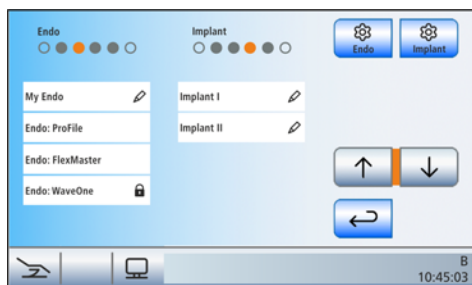 Endo
Implant
Endo
Implant
My Endo
Implant I
Endo: ProFile
Implant II
Endo: FlexMaster
Endo: WaveOne
B
10:45:03